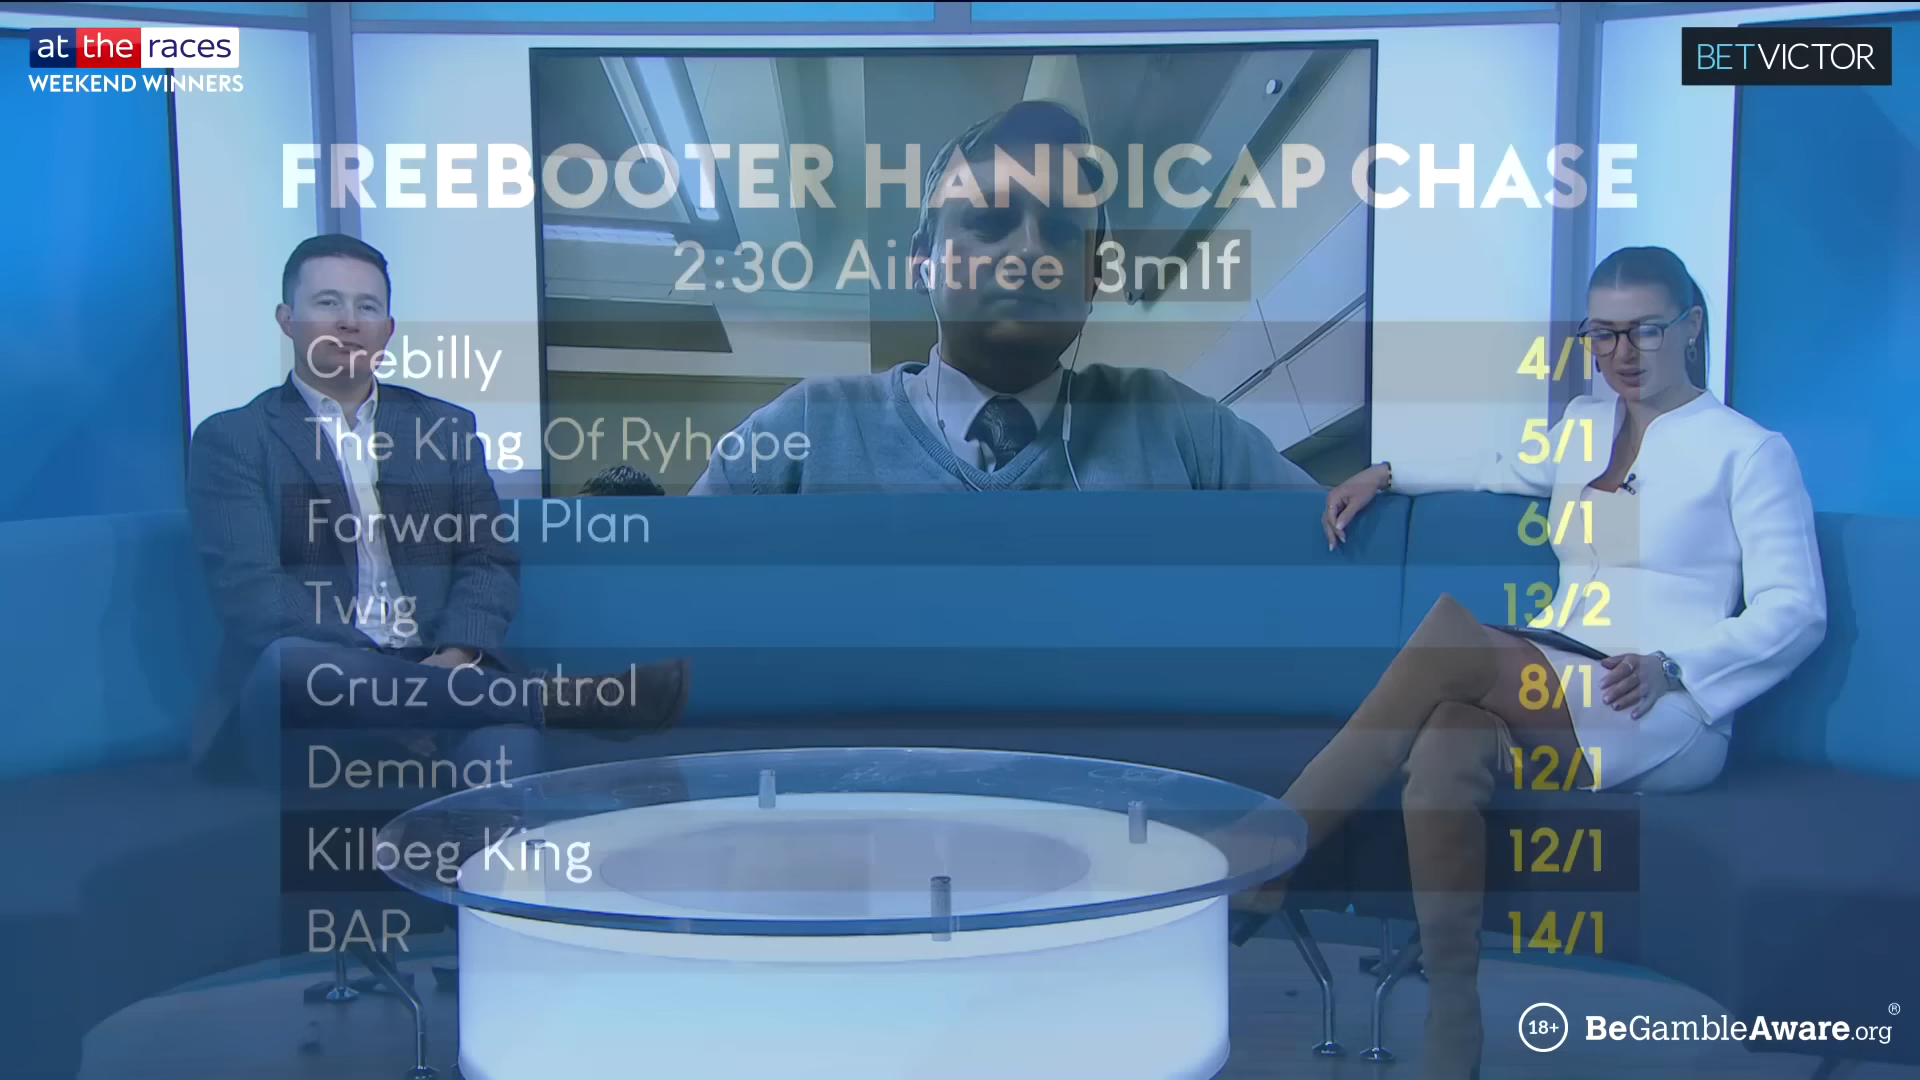 at the races
WEEKEND WINNERS
BETVICTOR
FREEBOOTER HANDICAP CHASE
2:30 Aintree 3m1f
Crebilly 4/1
The King Of Ryhope 5/1
Forward Plan 6/1
Twig 13/2
Cruz Control 8/1
Demnat 12/1
Kilbeg King 12/1
BAR 14/1
18+ BeGambleAware.org®